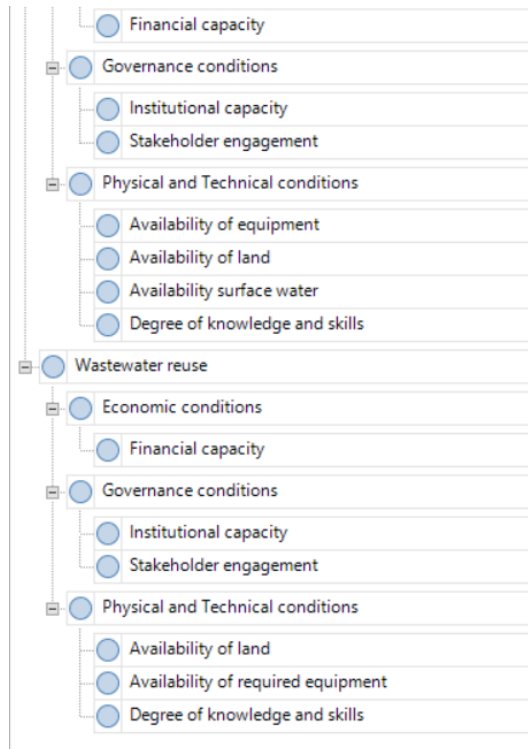 Financial capacity
Governance conditions
Institutional capacity
Stakeholder engagement
Physical and Technical conditions
Availability of equipment
Availability of land
Availability surface water
Degree of knowledge and skills
Wastewater reuse
Economic conditions
Financial capacity
Governance conditions
Institutional capacity
Stakeholder engagement
Physical and Technical conditions
Availability of land
Availability of required equipment
Degree of knowledge and skills